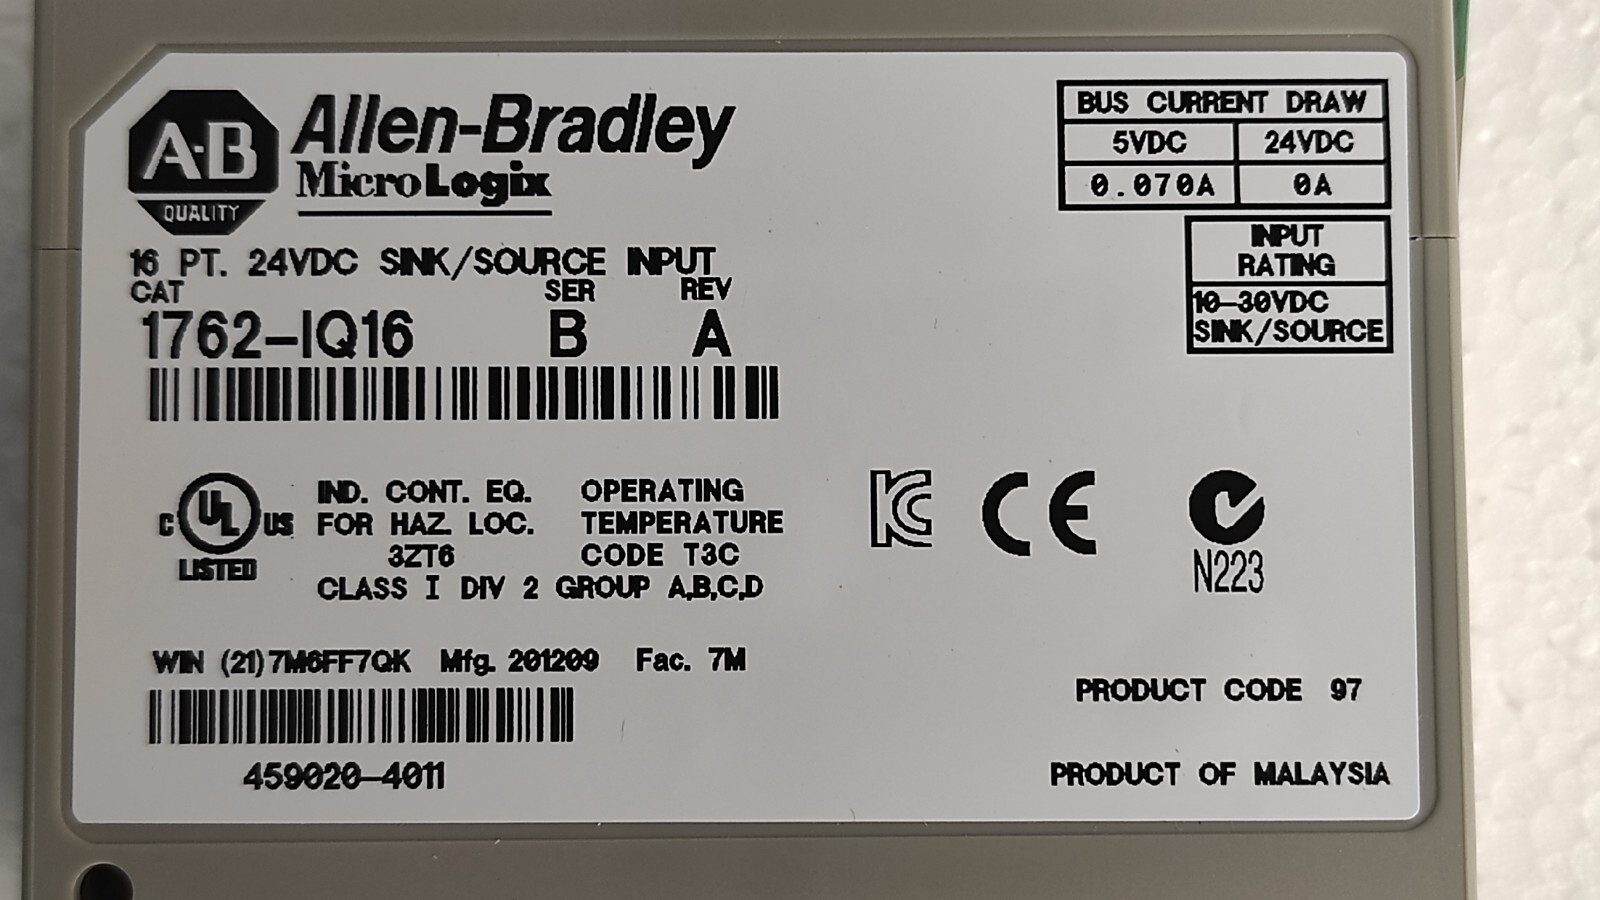 A-B
QUALITY
Allen-Bradley
MicroLogix
16 PT. 24VDC SINK/SOURCE INPUT
CAT SER REV
1762-IQ16 B A
BUS CURRENT DRAW
5VDC 24VDC
0.070A 0A
INPUT
RATING
10-30VDC
SINK/SOURCE
C UL US
LISTED
IND. CONT. EQ.
FOR HAZ. LOC.
3ZT6
OPERATING
TEMPERATURE
CODE T3C
CLASS I DIV 2 GROUP A,B,C,D
KC CE
N223
WIN (21)7M6FF7QK Mfg. 201209 Fac. 7M
459020-4011
PRODUCT CODE 97
PRODUCT OF MALAYSIA